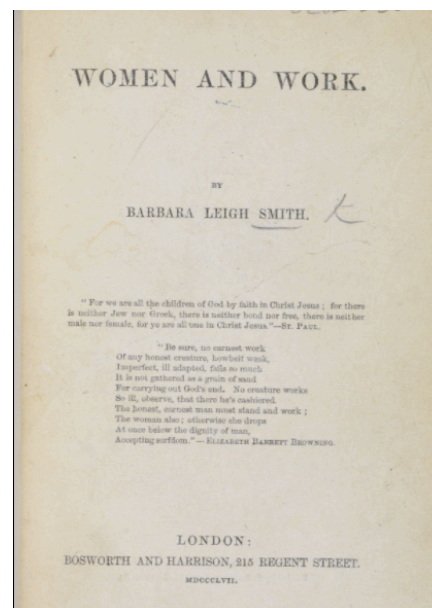 WOMEN AND WORK.
BY
BARBARA LEIGH SMITH.
"For we are all the children of God by faith in Christ Jesus; for there
is neither Jew nor Greek, there is neither bond nor free, there is neither
male nor female, for ye are all one in Christ Jesus."—ST. PAUL.
"Be sure, no earnest work
Of any honest creature, howbeit weak,
Imperfect, ill adapted, fails so much
It is not gathered as a grain of sand
For carrying out God's end. No creature works
So ill, observe, that there he's cashiered.
The honest, earnest man must stand and work;
The woman also; otherwise she drops
At once below the dignity of man,
Accepting serfdom."—ELIZABETH BARRETT BROWNING.
LONDON:
BOSWORTH AND HARRISON, 215 REGENT STREET.
MDCCCLVII.